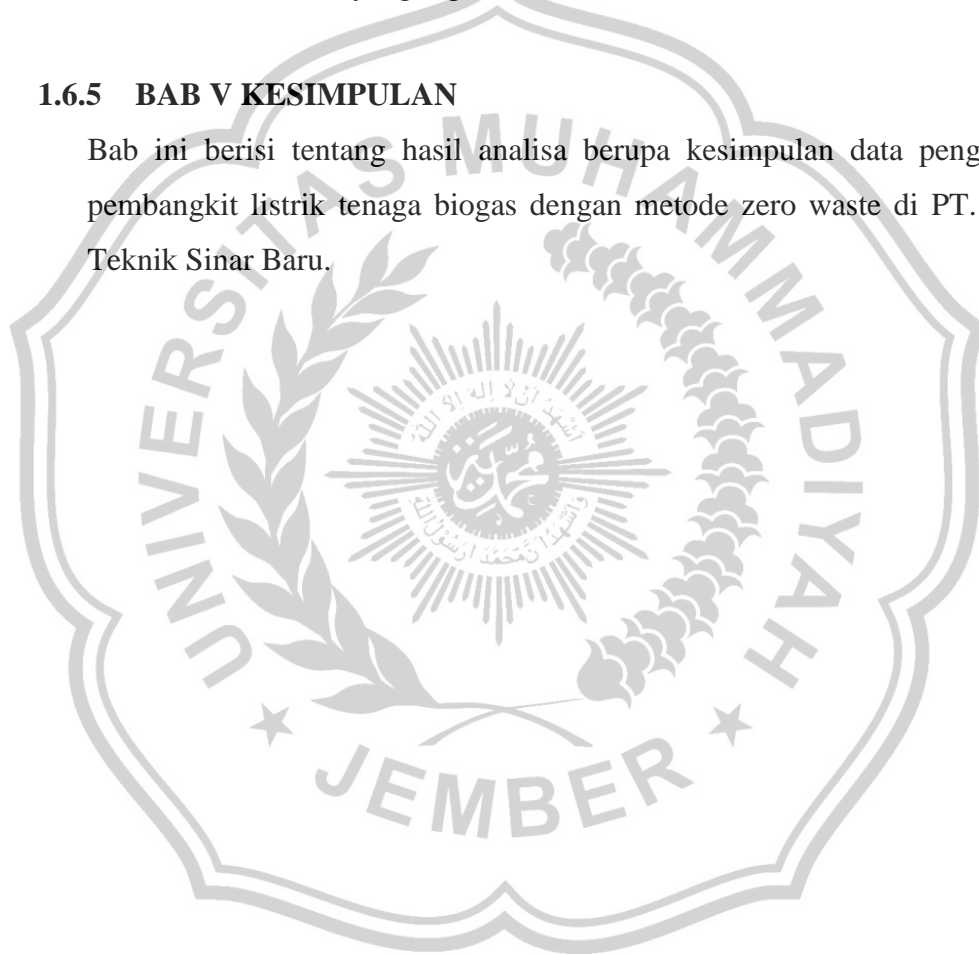 1.6.5 BAB V KESIMPULAN
Bab ini berisi tentang hasil analisa berupa kesimpulan data peng
pembangkit listrik tenaga biogas dengan metode zero waste di PT.
Teknik Sinar Baru.
UNIVERSITAS MUHAMMADIYAH
JEMBER